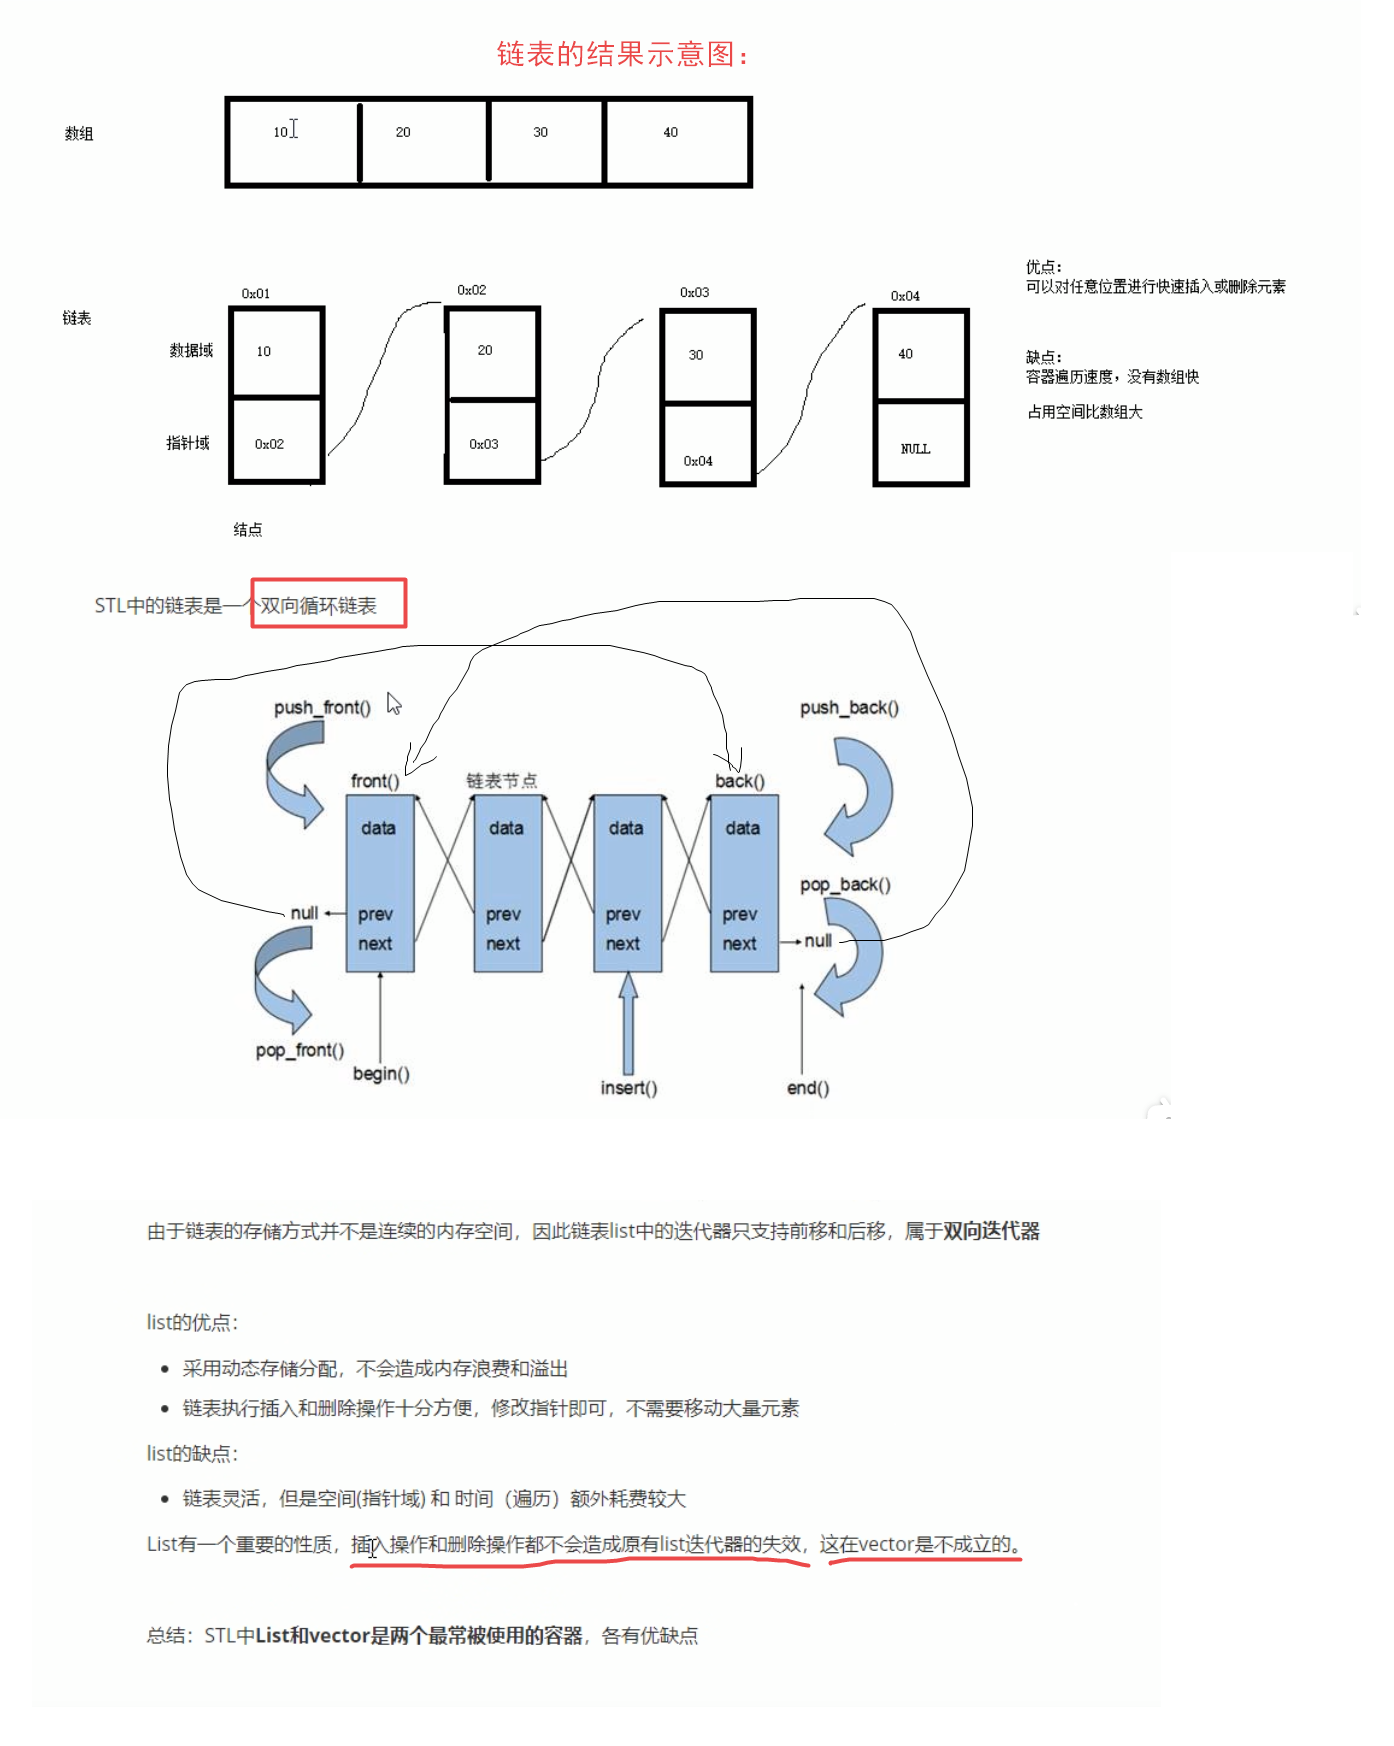 链表的结果示意图：
数组
10
20
30
40
链表
0x01
0x02
0x03
0x04
数据域
10
20
30
40
指针域
0x02
0x03
0x04
NULL
结点
优点：
可以对任意位置进行快速插入或删除元素
缺点：
容器遍历速度，没有数组快
占用空间比数组大
STL中的链表是一个双向循环链表
push_front()
push_back()
front()
链表节点
back()
data
data
data
data
pop_back()
null
prev
prev
prev
prev
next
next
next
next
null
pop_front()
begin()
insert()
end()
由于链表的存储方式并不是连续的内存空间，因此链表list中的迭代器只支持前移和后移，属于双向迭代器
list的优点：
• 采用动态存储分配，不会造成内存浪费和溢出
• 链表执行插入和删除操作十分方便，修改指针即可，不需要移动大量元素
list的缺点：
• 链表灵活，但是空间(指针域) 和 时间（遍历）额外耗费较大
List有一个重要的性质，插入操作和删除操作都不会造成原有list迭代器的失效，这在vector是不成立的。
总结：STL中List和vector是两个最常被使用的容器，各有优缺点